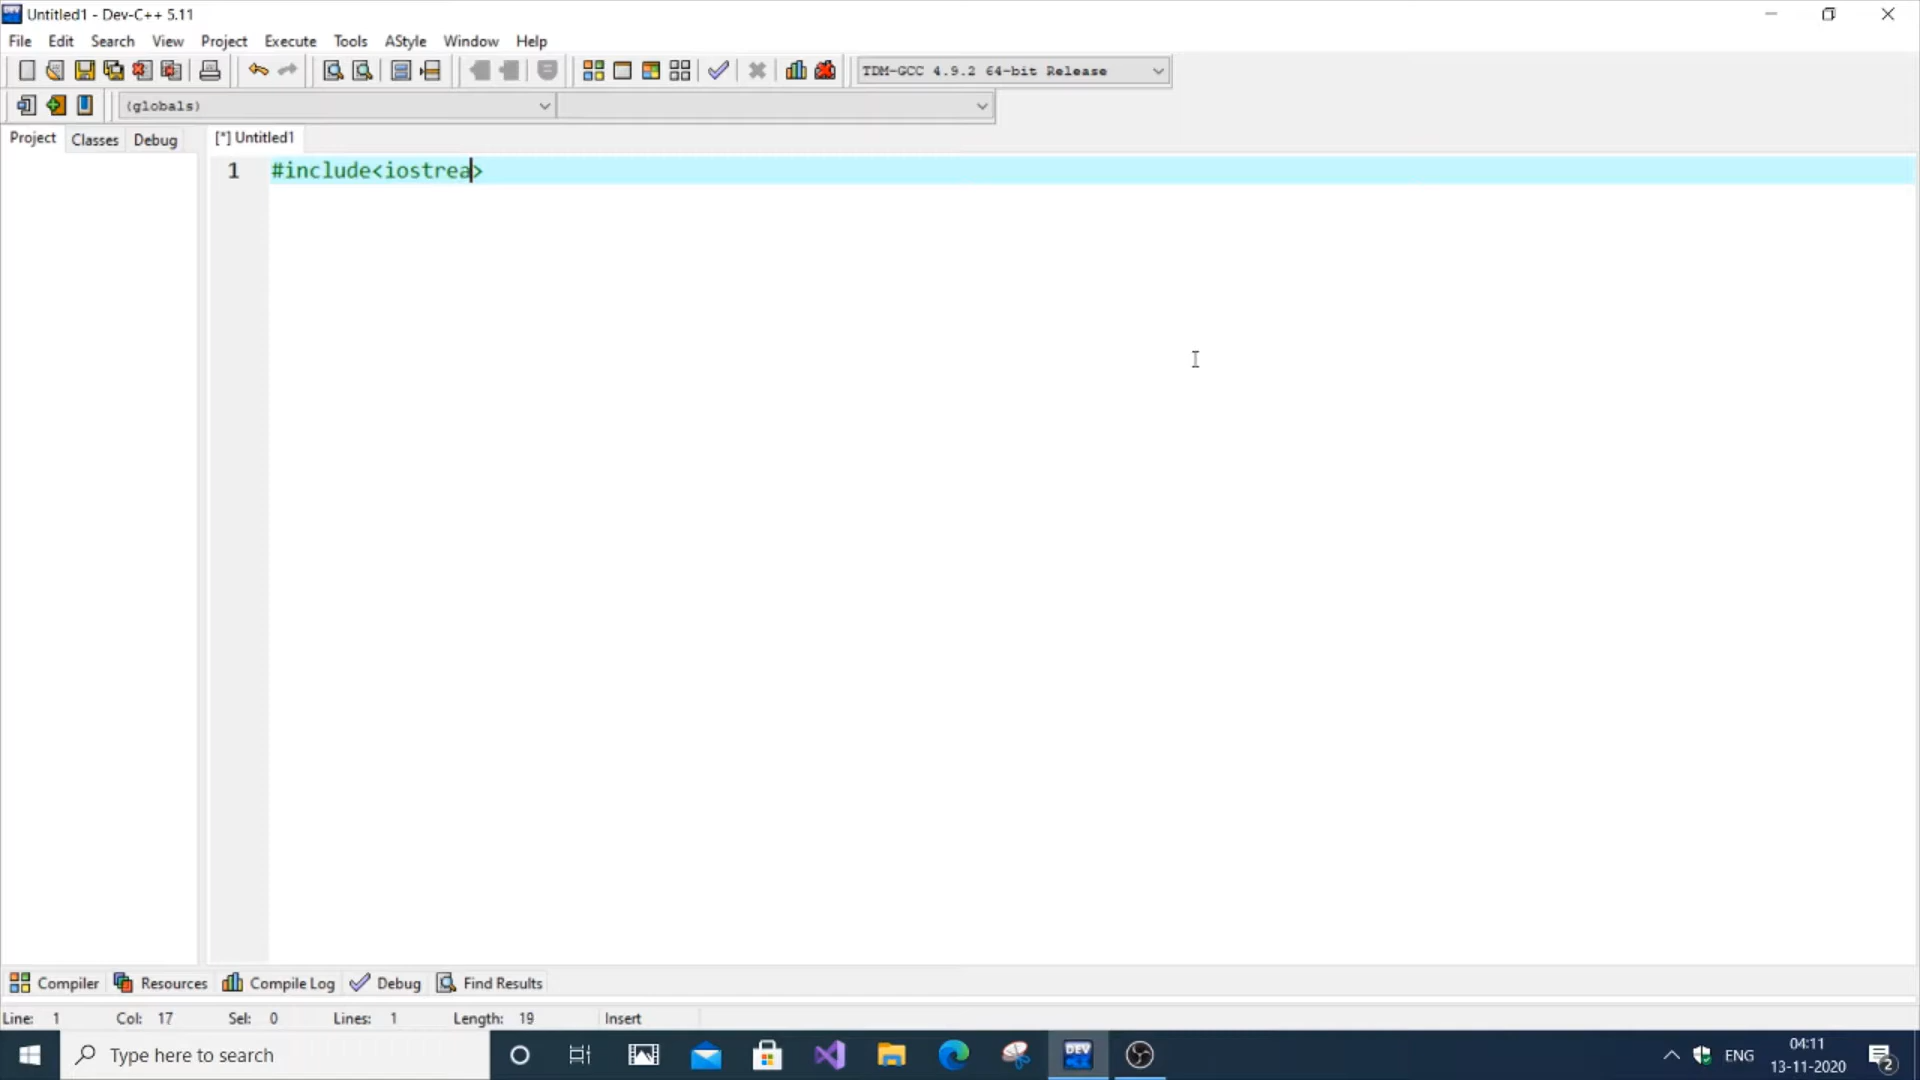 Untitled1 - Dev-C++ 5.11
File Edit Search View Project Execute Tools AStyle Window Help
TDM-GCC 4.9.2 64-bit Release
(globals)
Project Classes Debug [*] Untitled1
1 #include<iostrea>
Compiler Resources Compile Log Debug Find Results
Line: 1 Col: 17 Sel: 0 Lines: 1 Length: 19 Insert
Type here to search
DEV
ENG
04:11
13-11-2020
2